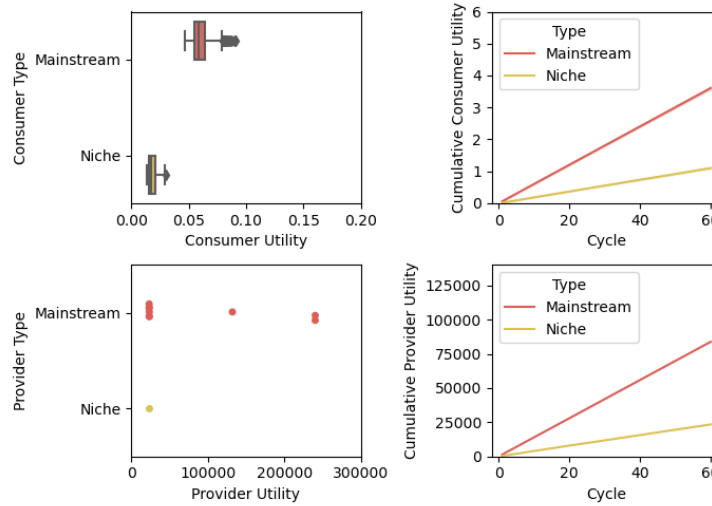 Consumer Type
Mainstream
Niche
0.00 0.05 0.10 0.15 0.20
Consumer Utility
Cumulative Consumer Utility
6
5
4
3
2
1
0
Type
Mainstream
Niche
0 20 40 60
Cycle
Provider Type
Mainstream
Niche
0 100000 200000 300000
Provider Utility
Cumulative Provider Utility
125000
100000
75000
50000
25000
0
Type
Mainstream
Niche
0 20 40 60
Cycle